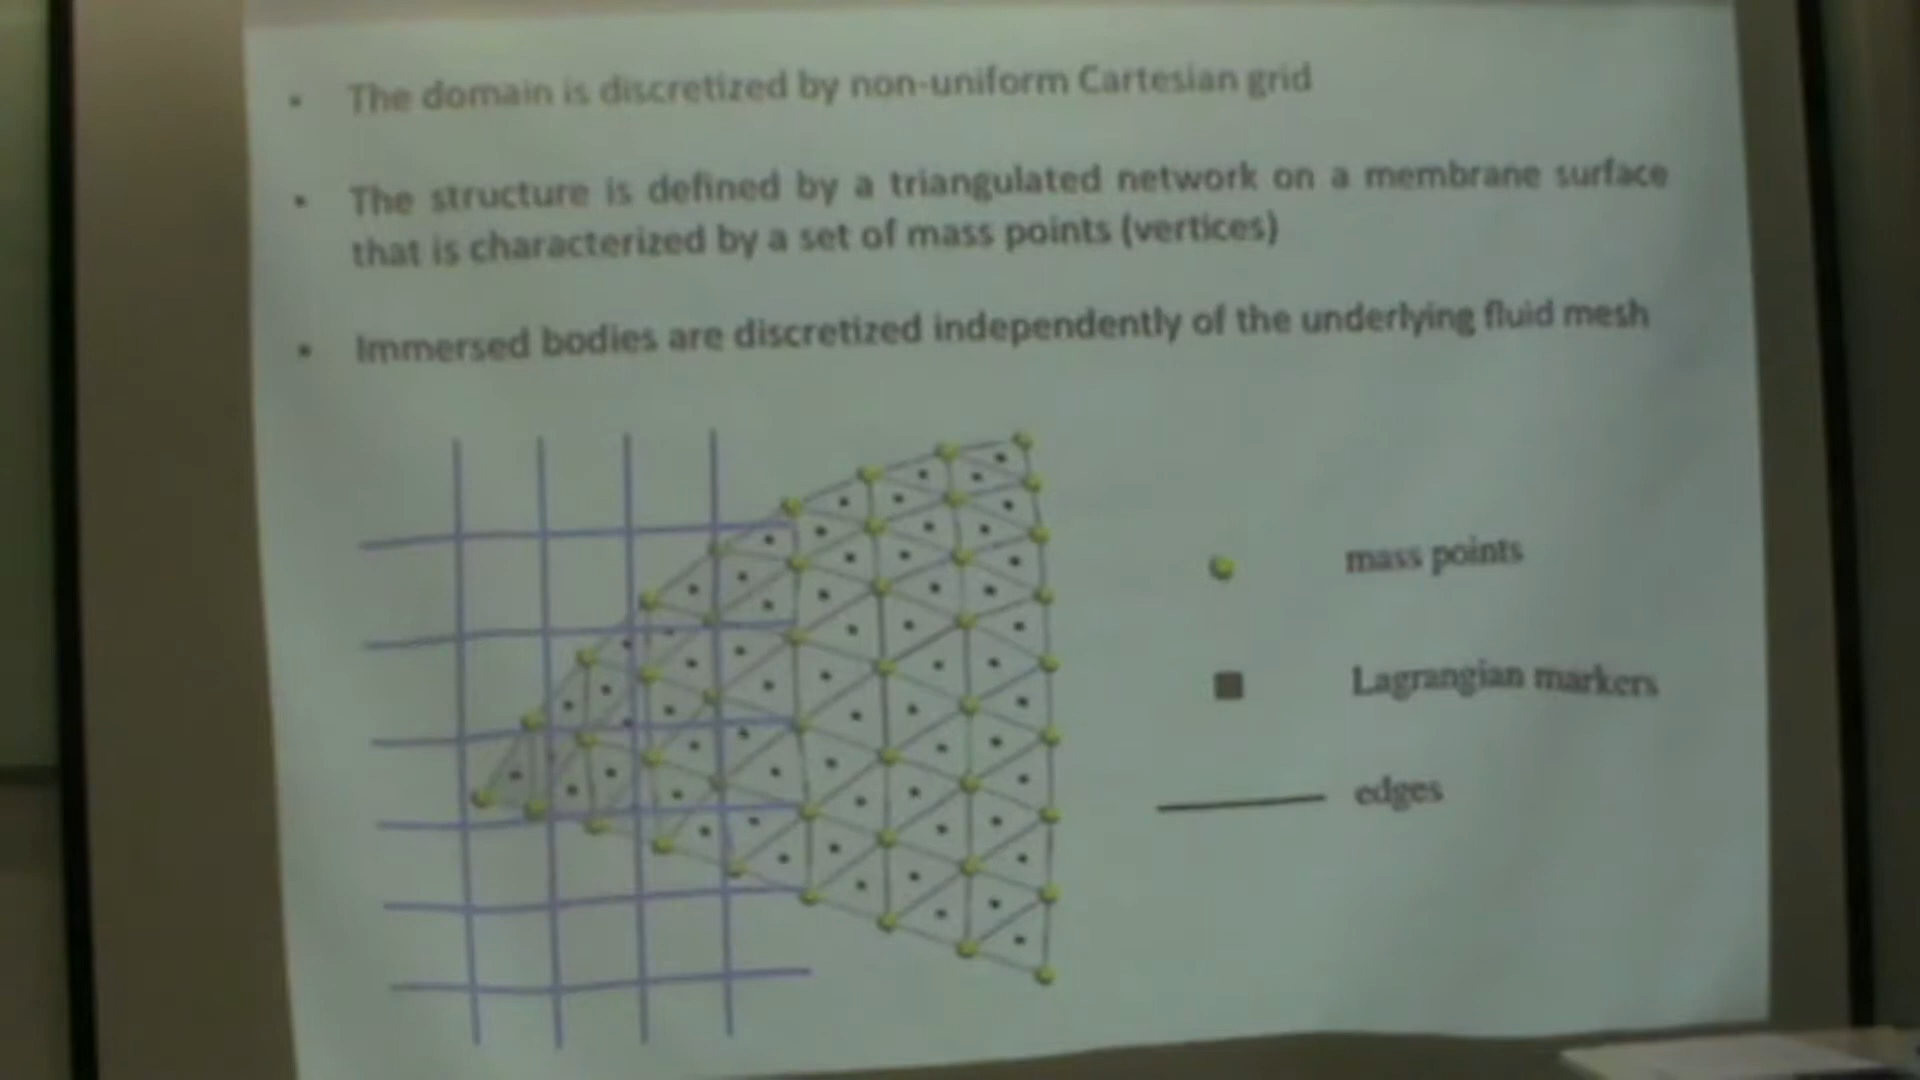 • The domain is discretized by non-uniform Cartesian grid
• The structure is defined by a triangulated network on a membrane surface
that is characterized by a set of mass points (vertices)
• Immersed bodies are discretized independently of the underlying fluid mesh
mass points
Lagrangian markers
edges